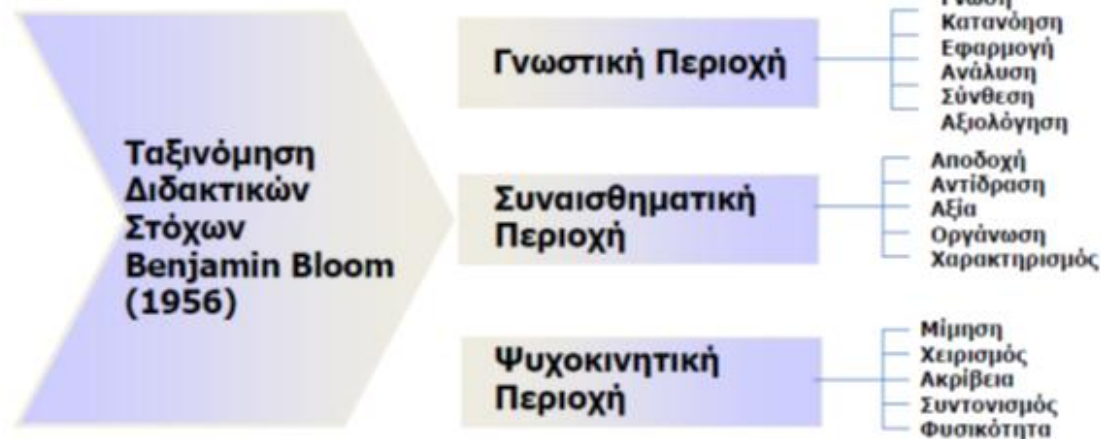 Ταξινόμηση
Διδακτικών
Στόχων
Benjamin Bloom
(1956)
Γνωστική Περιοχή
Γνώση
Κατανόηση
Εφαρμογή
Ανάλυση
Σύνθεση
Αξιολόγηση
Συναισθηματική
Περιοχή
Αποδοχή
Αντίδραση
Αξία
Οργάνωση
Χαρακτηρισμός
Ψυχοκινητική
Περιοχή
Μίμηση
Χειρισμός
Ακρίβεια
Συντονισμός
Φυσικότητα